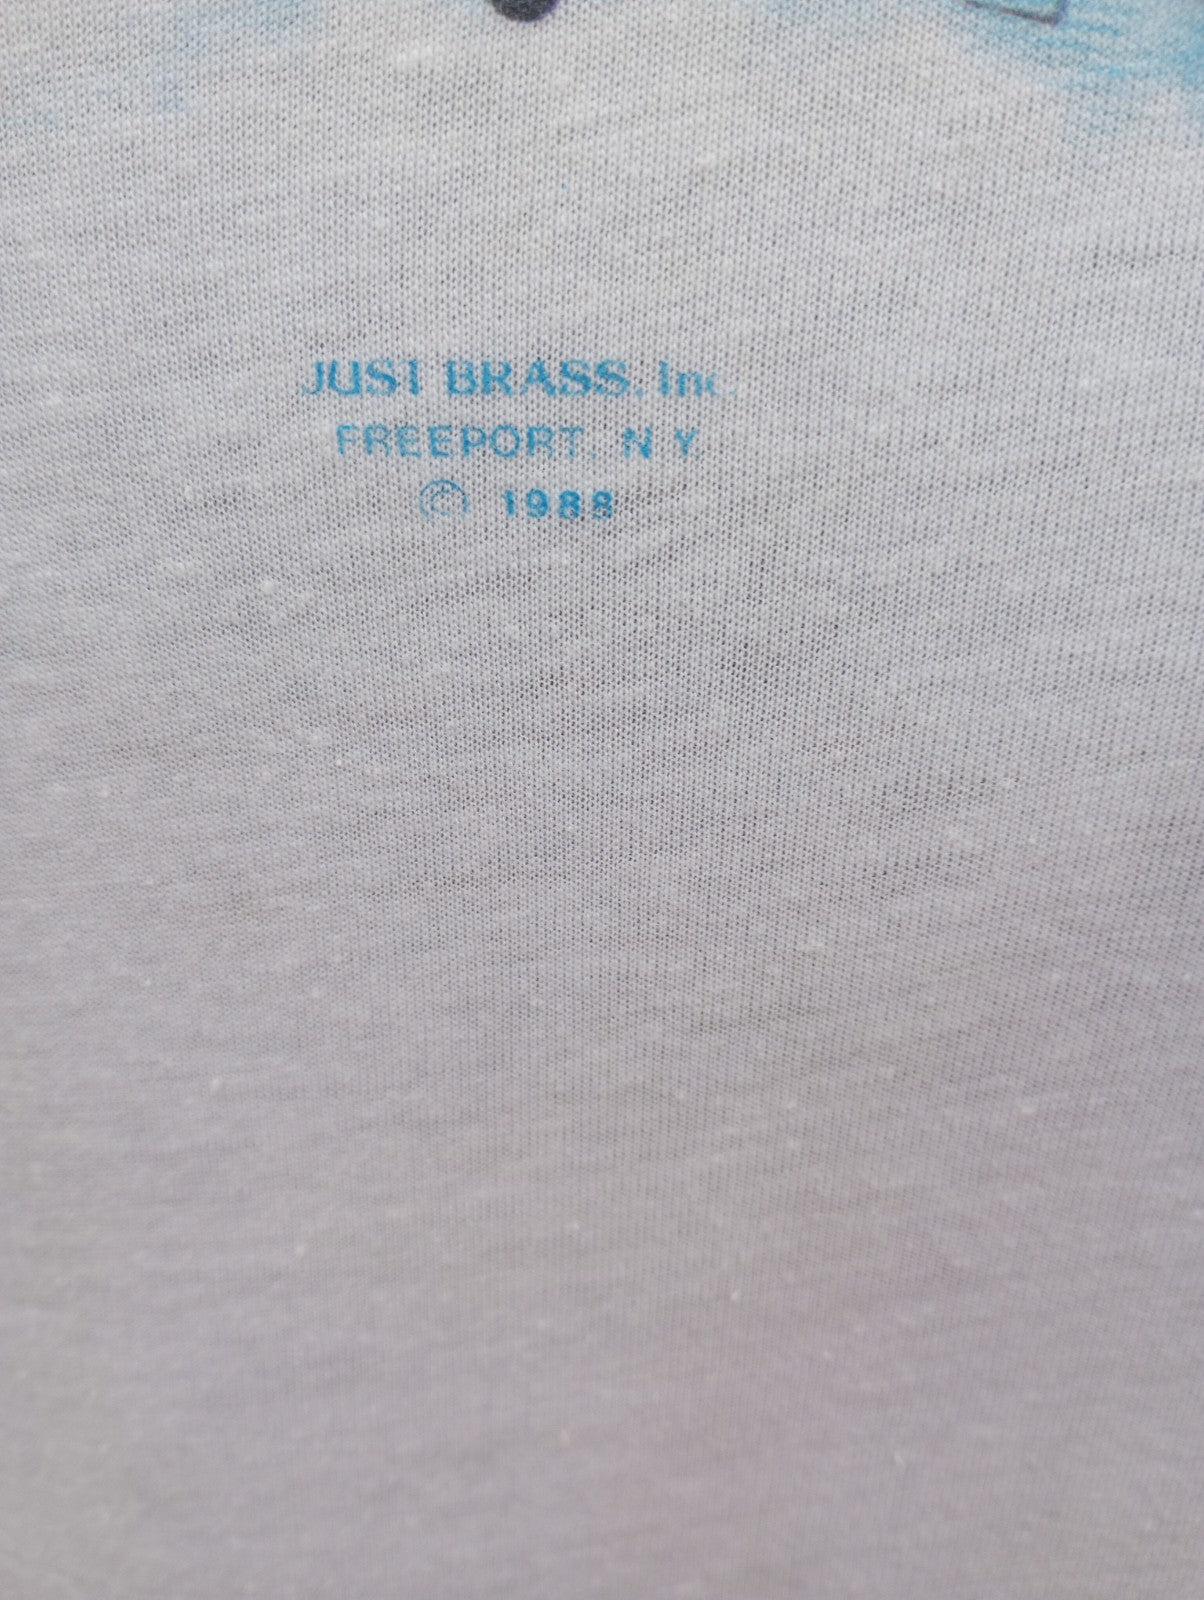 JUST BRASS, Inc.
FREEPORT, N Y
© 1988